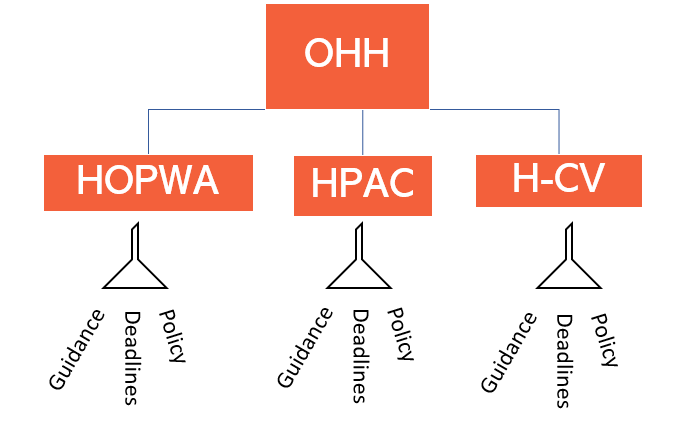 OHH
HOPWA
HPAC
H-CV
Guidance
Deadlines
Policy
Guidance
Deadlines
Policy
Guidance
Deadlines
Policy